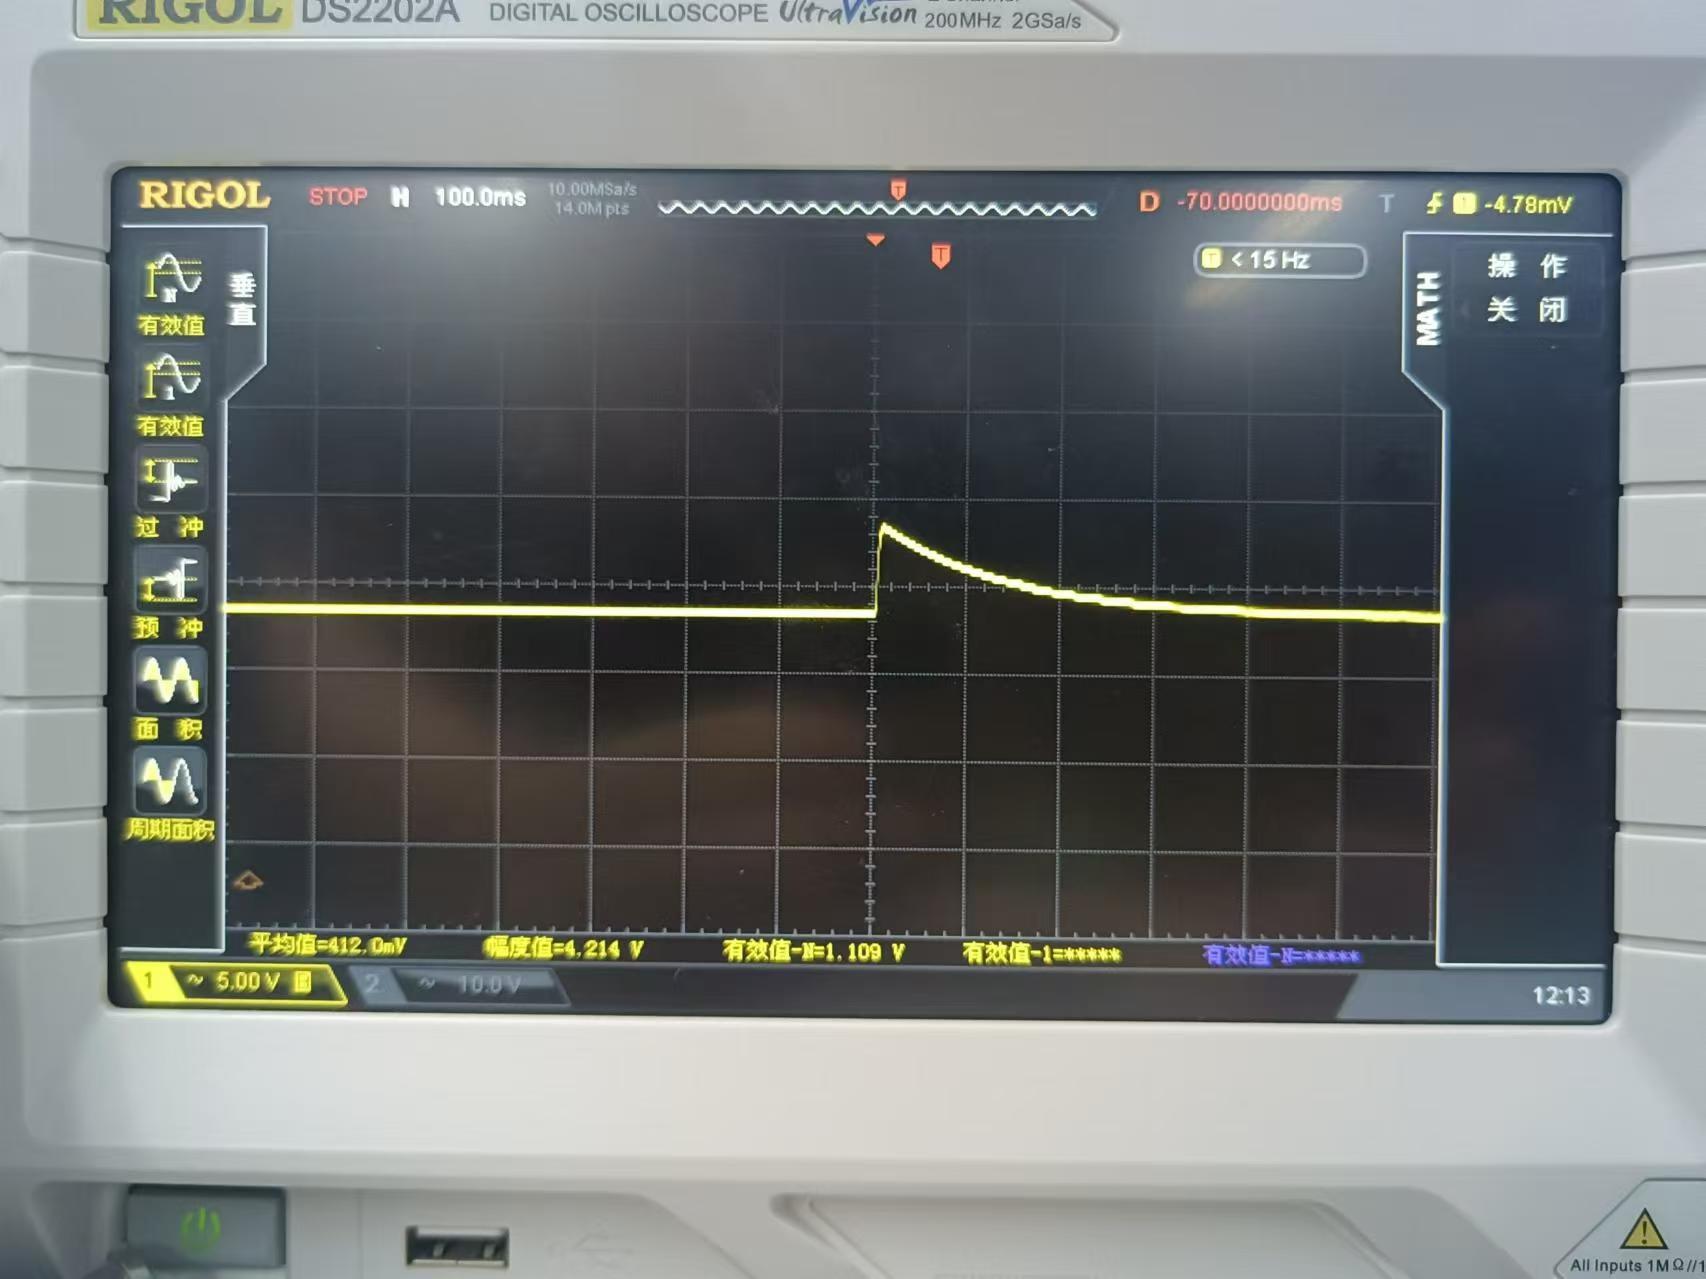 RIGOL DS2202A DIGITAL OSCILLOSCOPE UltraVision
200MHz 2GSa/s
RIGOL STOP H 100.0ms 10.00MSa/s
14.0M pts
D -70.0000000ms T 1 -4.78mV
T
T
T < 15 Hz
垂直
N
有效值
1
有效值
过 冲
预 冲
面 积
周期面积
MATH
操 作
关 闭
平均值=412.0mV 幅度值=4.214 V 有效值-N=1.109 V 有效值-1=***** 有效值-N=*****
1 ~ 5.00 V B 2 ~ 10.0 V
12:13
All Inputs 1MΩ//1